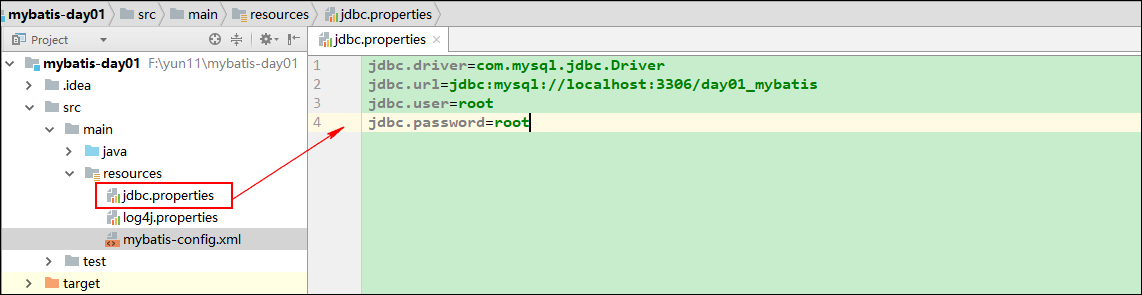 mybatis-day01 src main resources jdbc.properties
Project
jdbc.properties
mybatis-day01 F:\yun11\mybatis-day01
.idea
src
main
java
resources
jdbc.properties
log4j.properties
mybatis-config.xml
test
target
1 jdbc.driver=com.mysql.jdbc.Driver
2 jdbc.url=jdbc:mysql://localhost:3306/day01_mybatis
3 jdbc.user=root
4 jdbc.password=root